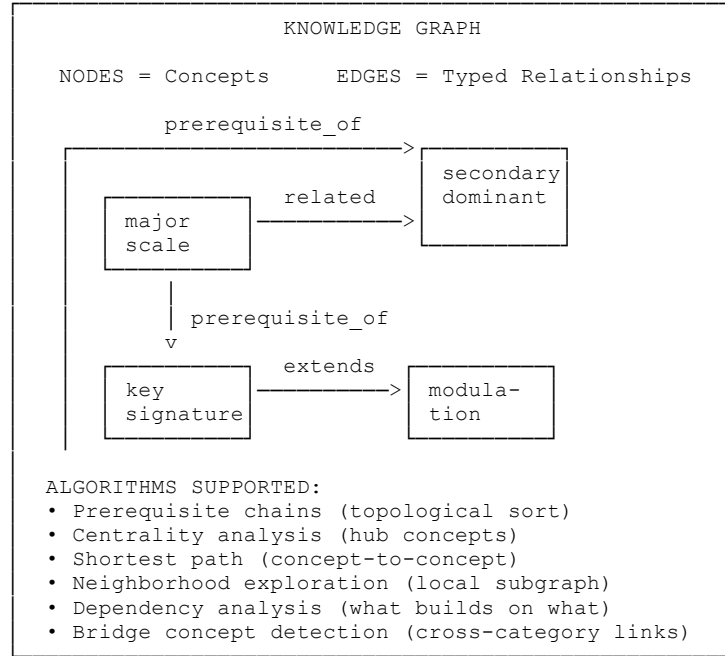 KNOWLEDGE GRAPH
NODES = Concepts EDGES = Typed Relationships
prerequisite_of
secondary
related dominant
major
scale
prerequisite_of
v
extends
key modula-
signature tion
ALGORITHMS SUPPORTED:
• Prerequisite chains (topological sort)
• Centrality analysis (hub concepts)
• Shortest path (concept-to-concept)
• Neighborhood exploration (local subgraph)
• Dependency analysis (what builds on what)
• Bridge concept detection (cross-category links)